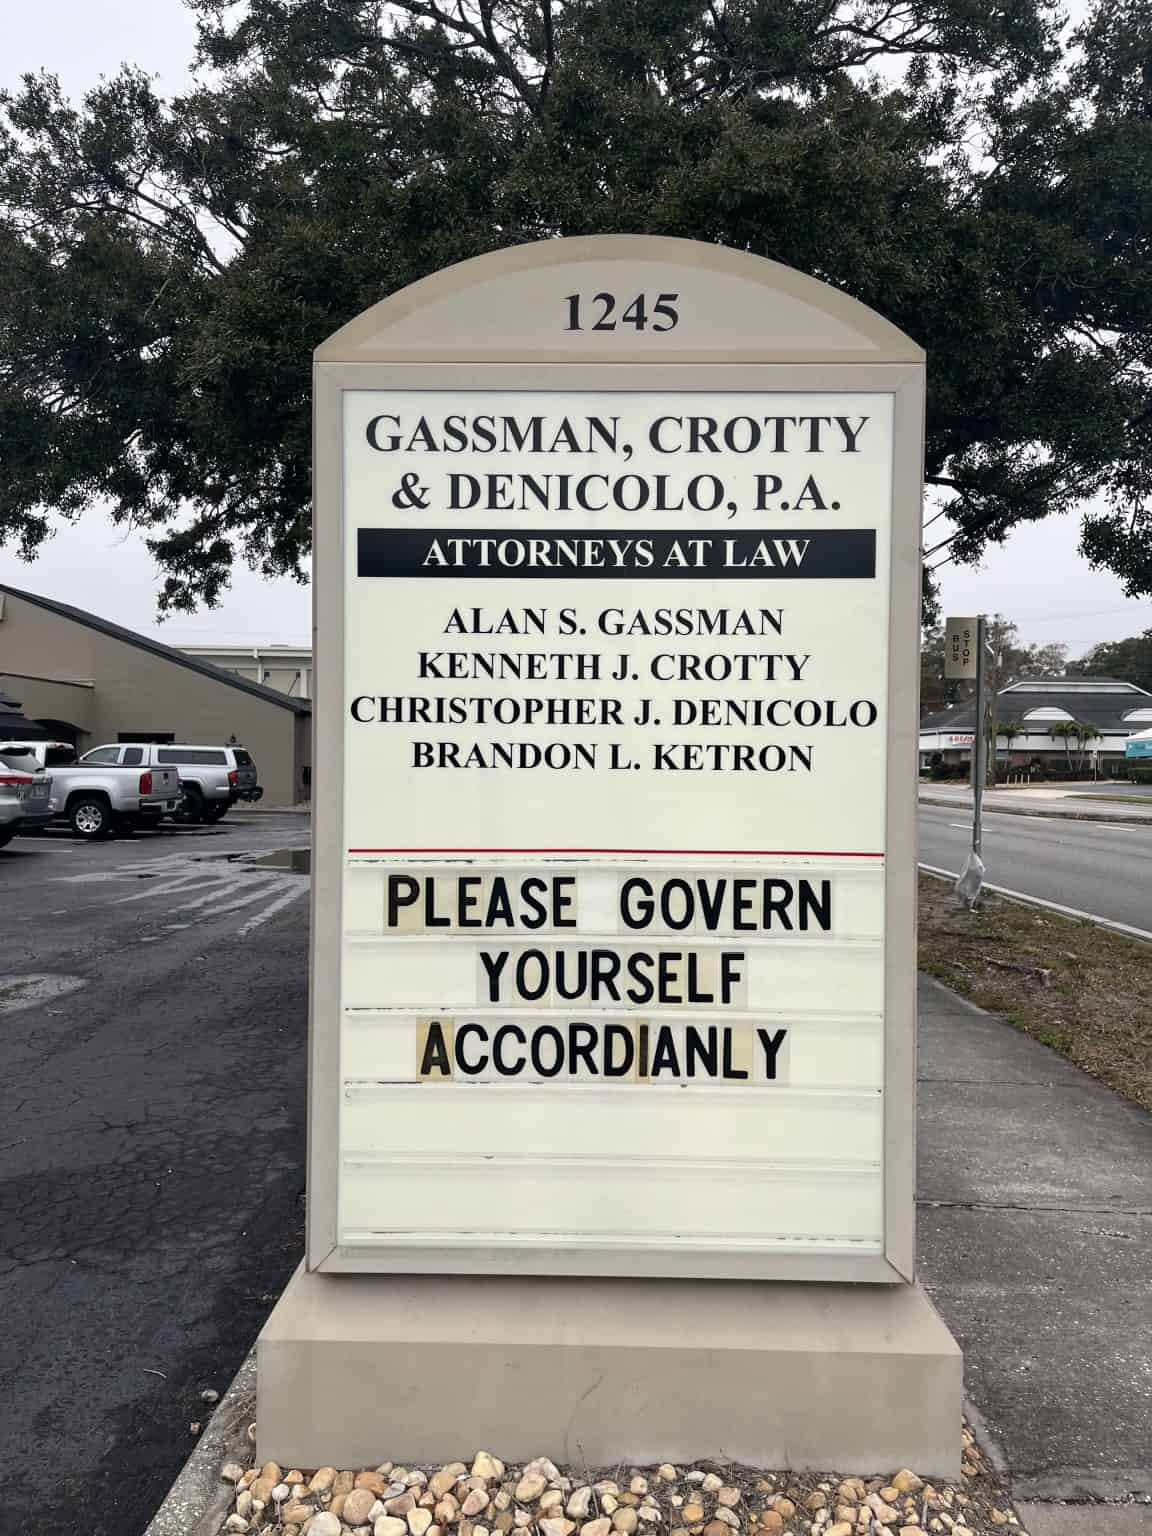 1245
GASSMAN, CROTTY
& DENICOLO, P.A.
ATTORNEYS AT LAW
ALAN S. GASSMAN
KENNETH J. CROTTY
CHRISTOPHER J. DENICOLO
BRANDON L. KETRON
PLEASE GOVERN
YOURSELF
ACCORDIANLY
BUS
STOP